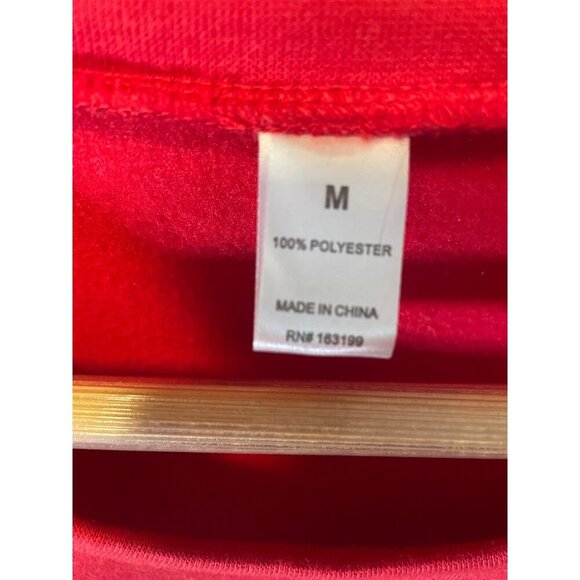 M
100% POLYESTER
MADE IN CHINA
RN# 163199